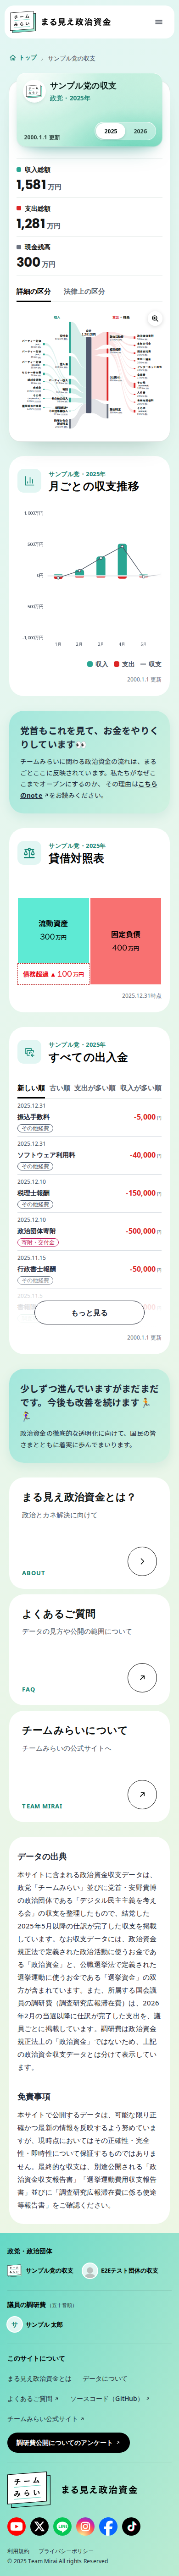 チームみらい まる見え政治資金
トップ › サンプル党の収支
サンプル党の収支
政党・2025年
2000.1.1 更新
2025 2026
収入総額
1,581万円
支出総額
1,281万円
現金残高
300万円
詳細の区分 法律上の区分
収入
支出 + 残高
サンプル党・2025年
月ごとの収支推移
1,000万円
500万円
0円
-500万円
-1,000万円
1月 2月 3月 4月 5月
収入 支出 収支
2000.1.1 更新
党首もこれを見て、お金をやりく
りしています👀
チームみらいに関わる政治資金の流れは、まる
ごとここに反映されています。私たちがなぜこ
こまでオープンにするのか、その理由はこちら
のnote↗をお読みください。
サンプル党・2025年
貸借対照表
流動資産
300万円
固定負債
400万円
債務超過 ▲ 100万円
2025.12.31時点
サンプル党・2025年
すべての出入金
新しい順 古い順 支出が多い順 収入が多い順
2025.12.31
振込手数料 -5,000円
その他経費
2025.12.31
ソフトウェア利用料 -40,000円
その他経費
2025.12.10
税理士報酬 -150,000円
その他経費
2025.12.10
政治団体寄附 -500,000円
寄附・交付金
2025.11.15
行政書士報酬 -50,000円
その他経費
もっと見る
2000.1.1 更新
少しずつ進んでいますがまだまだ
です。今後も改善を続けます🏃
🏃‍♀️
政治資金の徹底的な透明化に向けて、国民の皆
さまとともに着実に歩んでまいります。
まる見え政治資金とは？
政治とカネ解決に向けて
ABOUT
よくあるご質問
データの見方や公開の範囲について
FAQ
チームみらいについて
チームみらいの公式サイトへ
TEAM MIRAI
データの出典
本サイトに含まれる政治資金収支データは、
政党「チームみらい」並びに党首・安野貴博
の政治団体である「デジタル民主主義を考え
る会」の収支を整理したもので、結党した
2025年5月以降の仕訳が完了した収支を掲載
しています。なお収支データには、政治資金
規正法で定義された政治活動に使うお金であ
る「政治資金」と、公職選挙法で定義された
選挙運動に使うお金である「選挙資金」の双
方が含まれています。また、所属する国会議
員の調研費（調査研究広報滞在費）は、2026
年2月の当選以降に仕訳が完了した支出を、議
員ごとに掲載しています。調研費は政治資金
規正法上の「政治資金」ではないため、上記
の政治資金収支データとは分けて表示してい
ます。
免責事項
本サイトで公開するデータは、可能な限り正
確かつ最新の情報を反映するよう努めていま
すが、現時点においてはその正確性・完全
性・即時性について保証するものではありま
せん。最終的な収支は、別途公開される「政
治資金収支報告書」「選挙運動費用収支報告
書」並びに「調査研究広報滞在費に係る使途
等報告書」をご確認ください。
政党・政治団体
サンプル党の収支 E2Eテスト団体の収支
議員の調研費（五十音順）
サ サンプル 太郎
このサイトについて
まる見え政治資金とは データについて
よくあるご質問 ↗ ソースコード（GitHub） ↗
チームみらい公式サイト ↗
調研費公開についてのアンケート ↗
チームみらい まる見え政治資金
利用規約 プライバシーポリシー
© 2025 Team Mirai All Rights Reserved